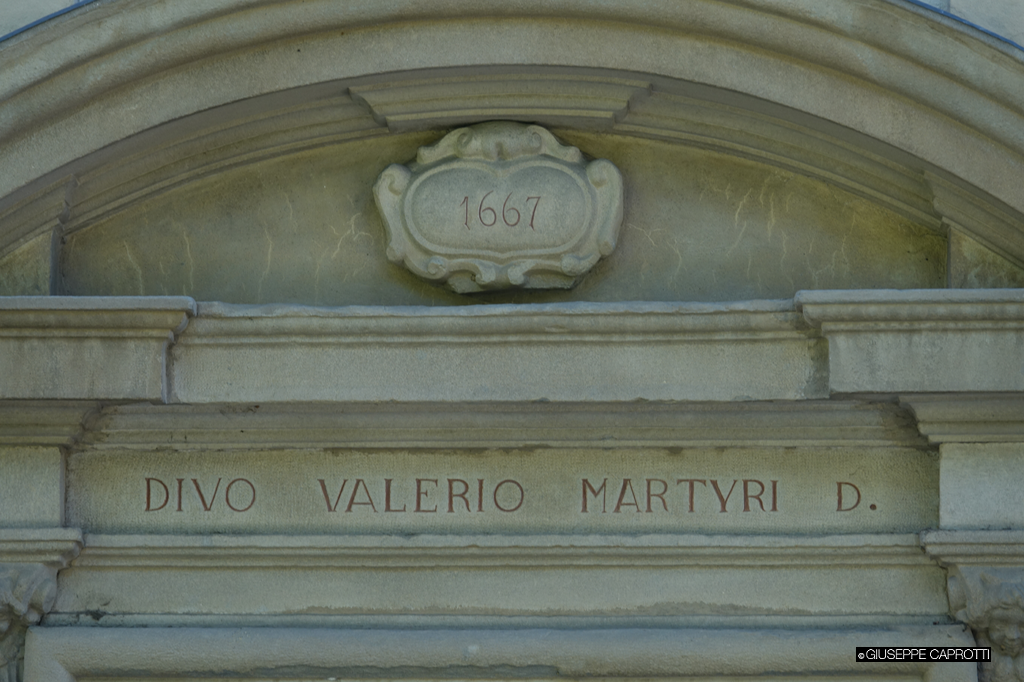 1667
DIVO VALERIO MARTYRI D.
©GIUSEPPE CAPROTTI